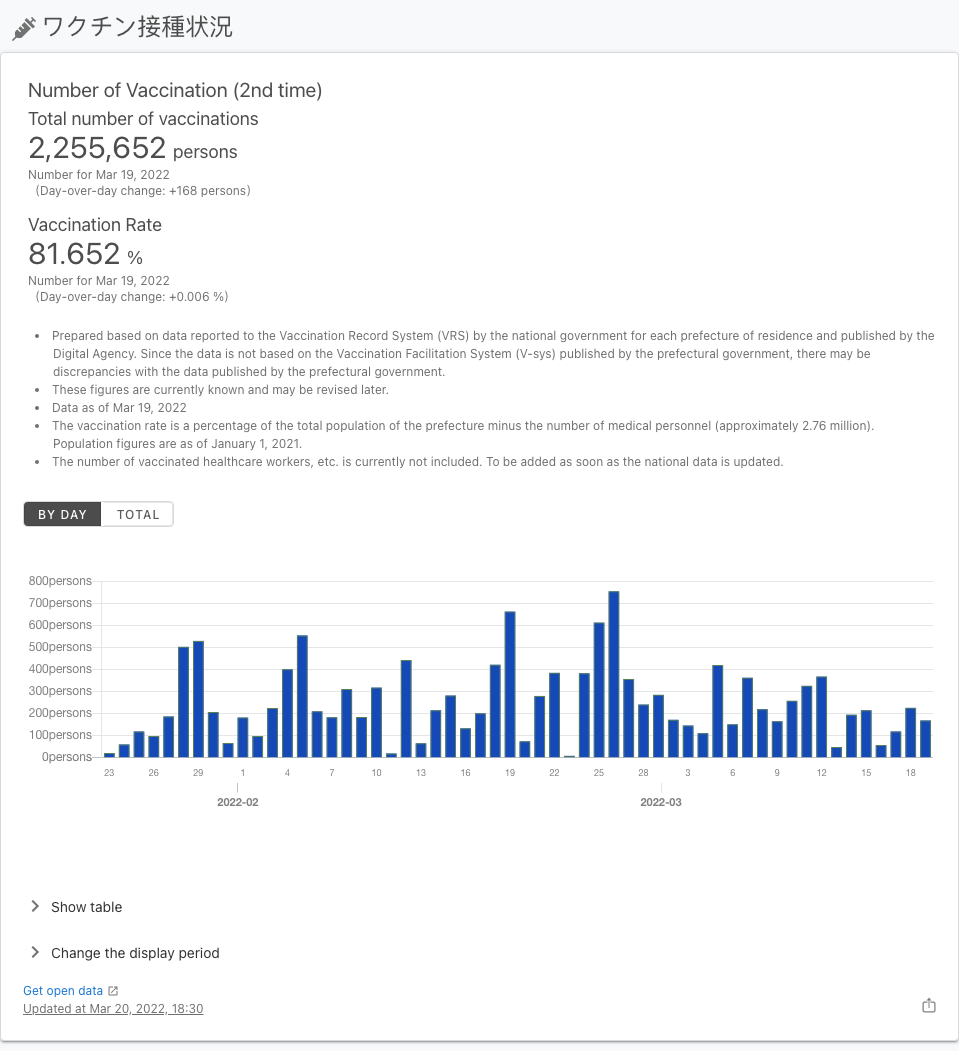 ワクチン接種状況
Number of Vaccination (2nd time)
Total number of vaccinations
2,255,652 persons
Number for Mar 19, 2022
(Day-over-day change: +168 persons)
Vaccination Rate
81.652 %
Number for Mar 19, 2022
(Day-over-day change: +0.006 %)
• Prepared based on data reported to the Vaccination Record System (VRS) by the national government for each prefecture of residence and published by the
Digital Agency. Since the data is not based on the Vaccination Facilitation System (V-sys) published by the prefectural government, there may be
discrepancies with the data published by the prefectural government.
• These figures are currently known and may be revised later.
• Data as of Mar 19, 2022
• The vaccination rate is a percentage of the total population of the prefecture minus the number of medical personnel (approximately 2.76 million).
Population figures are as of January 1, 2021.
• The number of vaccinated healthcare workers, etc. is currently not included. To be added as soon as the national data is updated.
BY DAY TOTAL
800persons
700persons
600persons
500persons
400persons
300persons
200persons
100persons
0persons
23 26 29 1 4 7 10 13 16 19 22 25 28 3 6 9 12 15 18
2022-02 2022-03
Show table
Change the display period
Get open data
Updated at Mar 20, 2022, 18:30